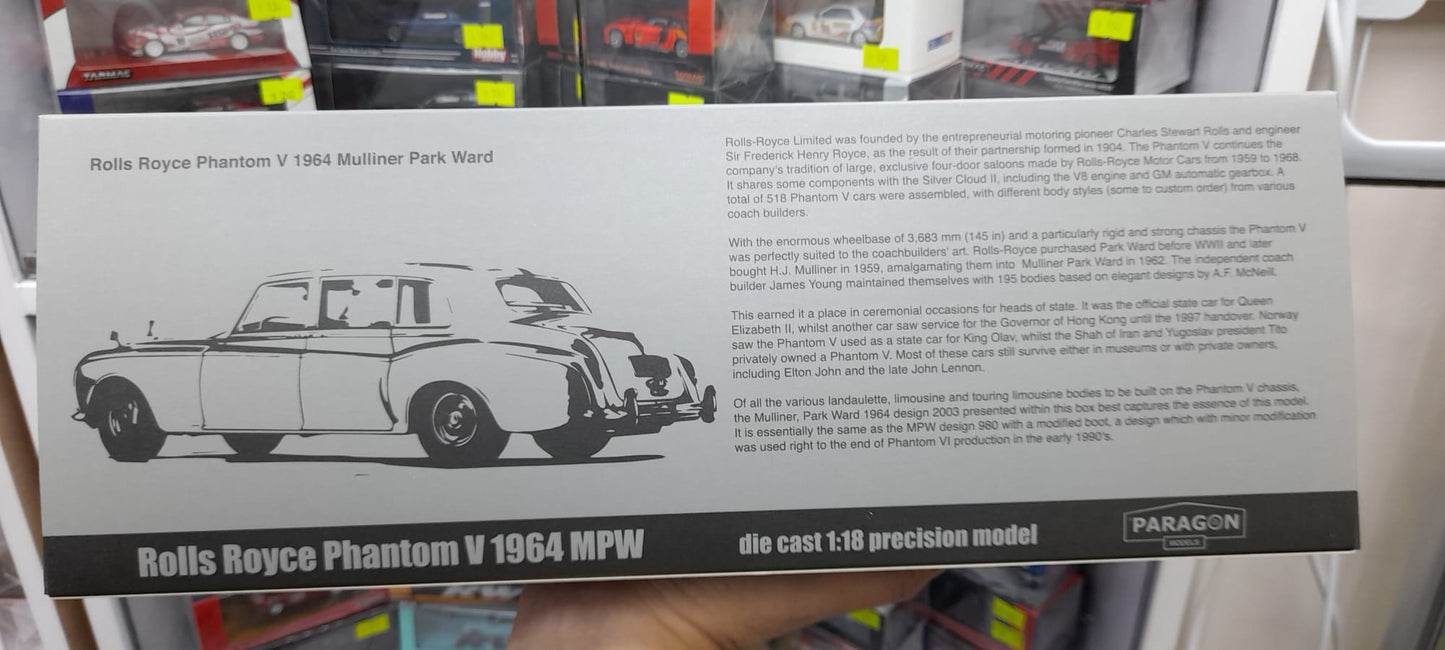 TARMAC
Hobby
Rolls Royce Phantom V 1964 Mulliner Park Ward
Rolls-Royce Limited was founded by the entrepreneurial motoring pioneer Charles Stewart Rolls and engineer
Sir Frederick Henry Royce, as the result of their partnership formed in 1904. The Phantom V continues the
company's tradition of large, exclusive four-door saloons made by Rolls-Royce Motor Cars from 1959 to 1968.
It shares some components with the Silver Cloud II, including the V8 engine and GM automatic gearbox. A
total of 518 Phantom V cars were assembled, with different body styles (some to custom order) from various
coach builders.
With the enormous wheelbase of 3,683 mm (145 in) and a particularly rigid and strong chassis the Phantom V
was perfectly suited to the coachbuilders' art. Rolls-Royce purchased Park Ward before WWII and later
bought H.J. Mulliner in 1959, amalgamating them into Mulliner Park Ward in 1962. The independent coach
builder James Young maintained themselves with 195 bodies based on elegant designs by A.F. McNeill.
This earned it a place in ceremonial occasions for heads of state. It was the official state car for Queen
Elizabeth II, whilst another car saw service for the Governor of Hong Kong until the 1997 handover. Norway
saw the Phantom V used as a state car for King Olav, whilst the Shah of Iran and Yugoslav president Tito
privately owned a Phantom V. Most of these cars still survive either in museums or with private owners,
including Elton John and the late John Lennon.
Of all the various landaulette, limousine and touring limousine bodies to be built on the Phantom V chassis,
the Mulliner, Park Ward 1964 design 2003 presented within this box best captures the essence of this model.
It is essentially the same as the MPW design 980 with a modified boot, a design which with minor modification
was used right to the end of Phantom VI production in the early 1990's.
Rolls Royce Phantom V 1964 MPW
die cast 1:18 precision model
PARAGON
MODELS